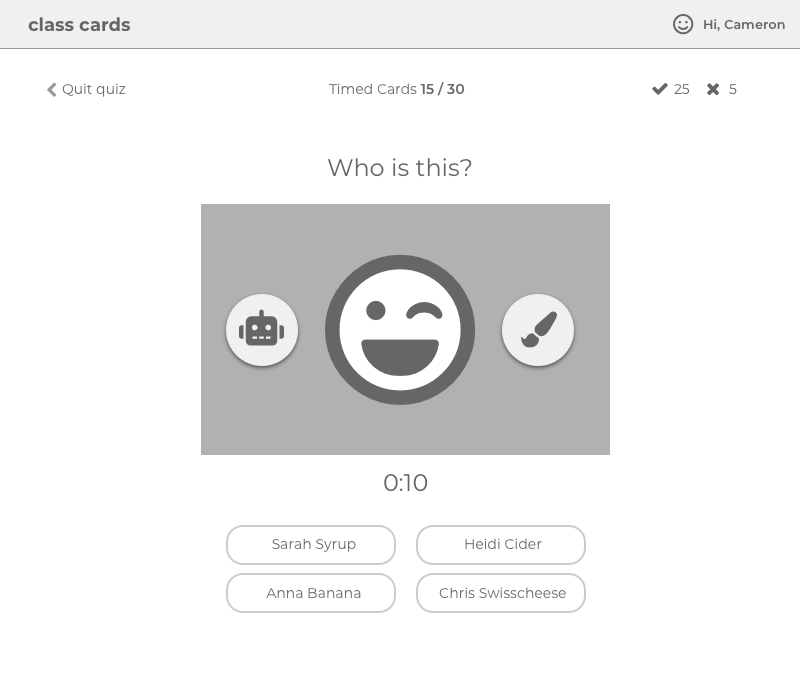 class cards
Hi, Cameron
Quit quiz
Timed Cards 15 / 30
25
5
Who is this?
0:10
Sarah Syrup
Heidi Cider
Anna Banana
Chris Swisscheese